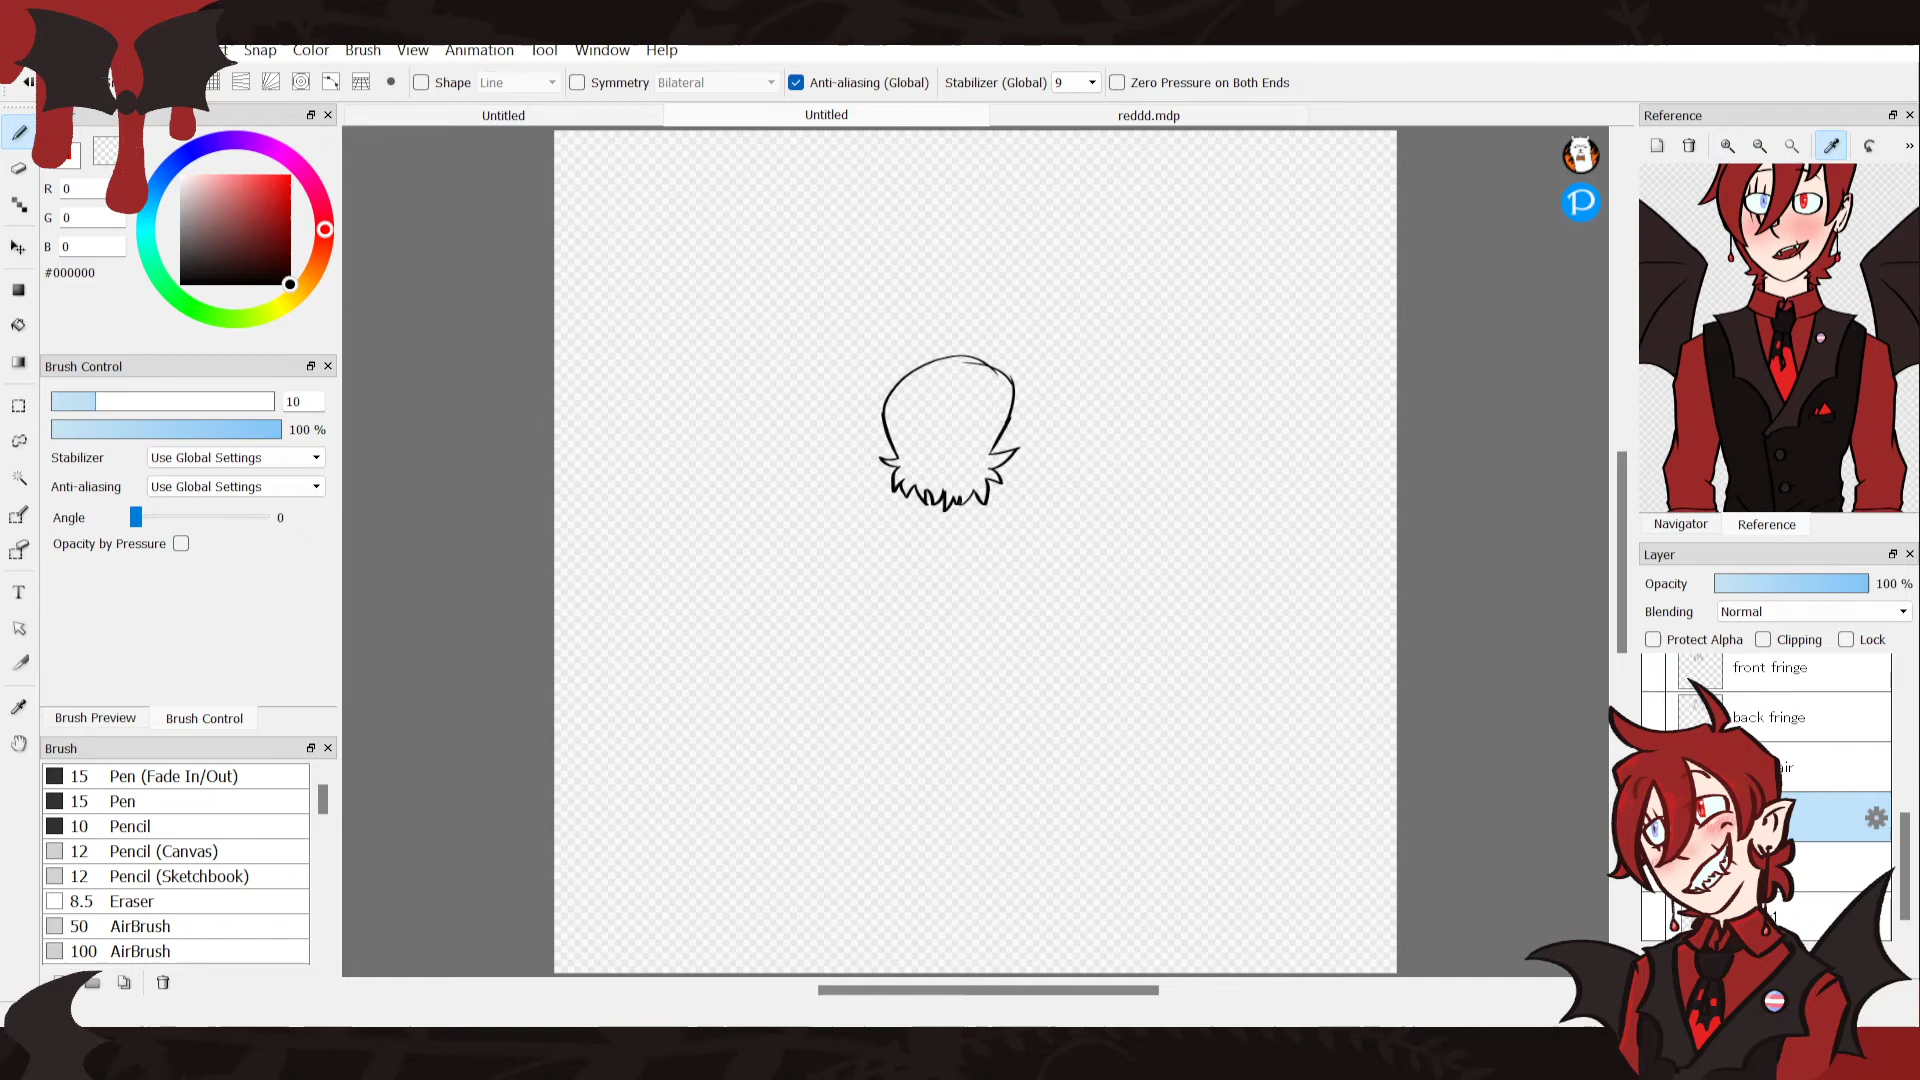 Snap Color Brush View Animation Tool Window Help
Shape Line Symmetry Bilateral Anti-aliasing (Global) Stabilizer (Global) 9 Zero Pressure on Both Ends
Untitled Untitled reddd.mdp
Reference
R 0
G 0
B 0
#000000
Brush Control
10
100 %
Stabilizer Use Global Settings
Anti-aliasing Use Global Settings
Angle 0
Opacity by Pressure
Navigator Reference
Layer
Opacity 100 %
Blending Normal
Protect Alpha Clipping Lock
front fringe
back fringe
Brush Preview Brush Control
Brush
15 Pen (Fade In/Out)
15 Pen
10 Pencil
12 Pencil (Canvas)
12 Pencil (Sketchbook)
8.5 Eraser
50 AirBrush
100 AirBrush